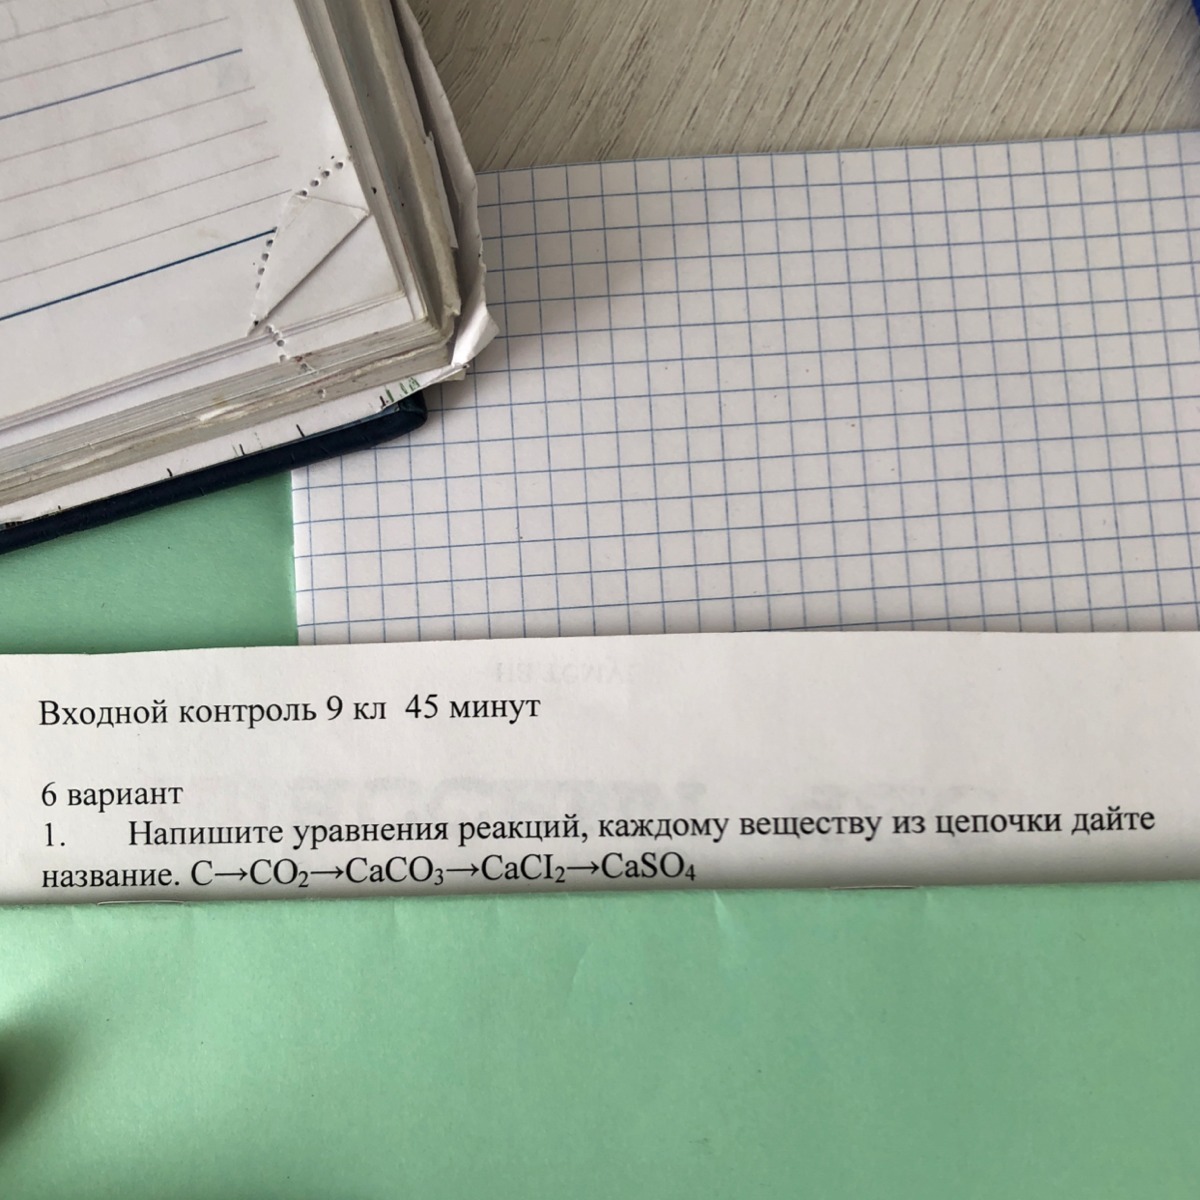 Входной контроль 9 кл 45 минут
6 вариант
1. Напишите уравнения реакций, каждому веществу из цепочки дайте
название. C→CO₂→CaCO₃→CaCI₂→CaSO₄